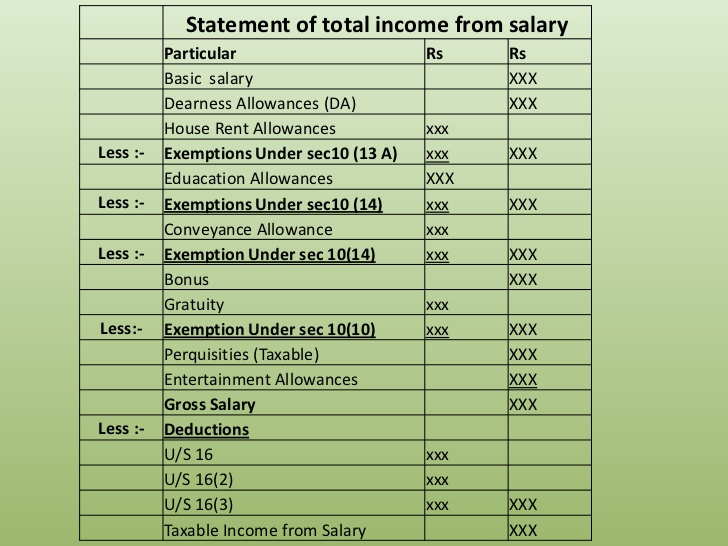 Statement of total income from salary
Particular Rs Rs
Basic salary XXX
Dearness Allowances (DA) XXX
House Rent Allowances xxx
Less :- Exemptions Under sec10 (13 A) xxx XXX
Eduacation Allowances XXX
Less :- Exemptions Under sec10 (14) xxx XXX
Conveyance Allowance xxx
Less :- Exemption Under sec 10(14) xxx XXX
Bonus XXX
Gratuity xxx
Less:- Exemption Under sec 10(10) xxx XXX
Perquisities (Taxable) XXX
Entertainment Allowances XXX
Gross Salary XXX
Less :- Deductions
U/S 16 xxx
U/S 16(2) xxx
U/S 16(3) xxx XXX
Taxable Income from Salary XXX